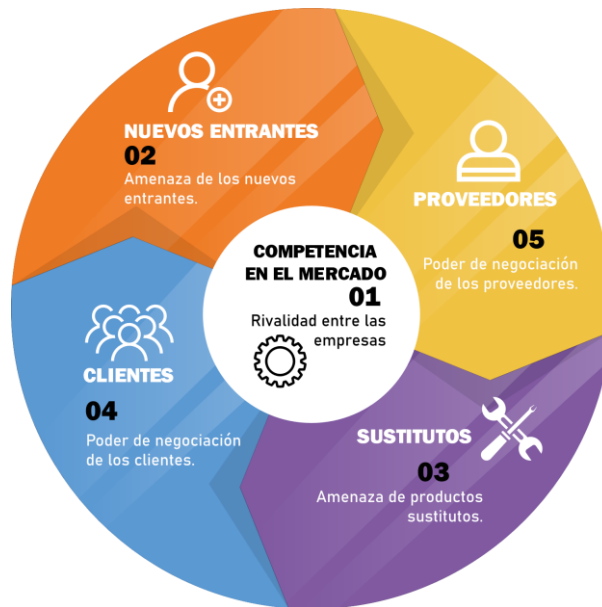 NUEVOS ENTRANTES
02
Amenaza de los nuevos
entrantes.
PROVEEDORES
05
Poder de negociación
de los proveedores.
COMPETENCIA
EN EL MERCADO
01
Rivalidad entre las
empresas
CLIENTES
04
Poder de negociación
de los clientes.
SUSTITUTOS
03
Amenaza de productos
sustitutos.